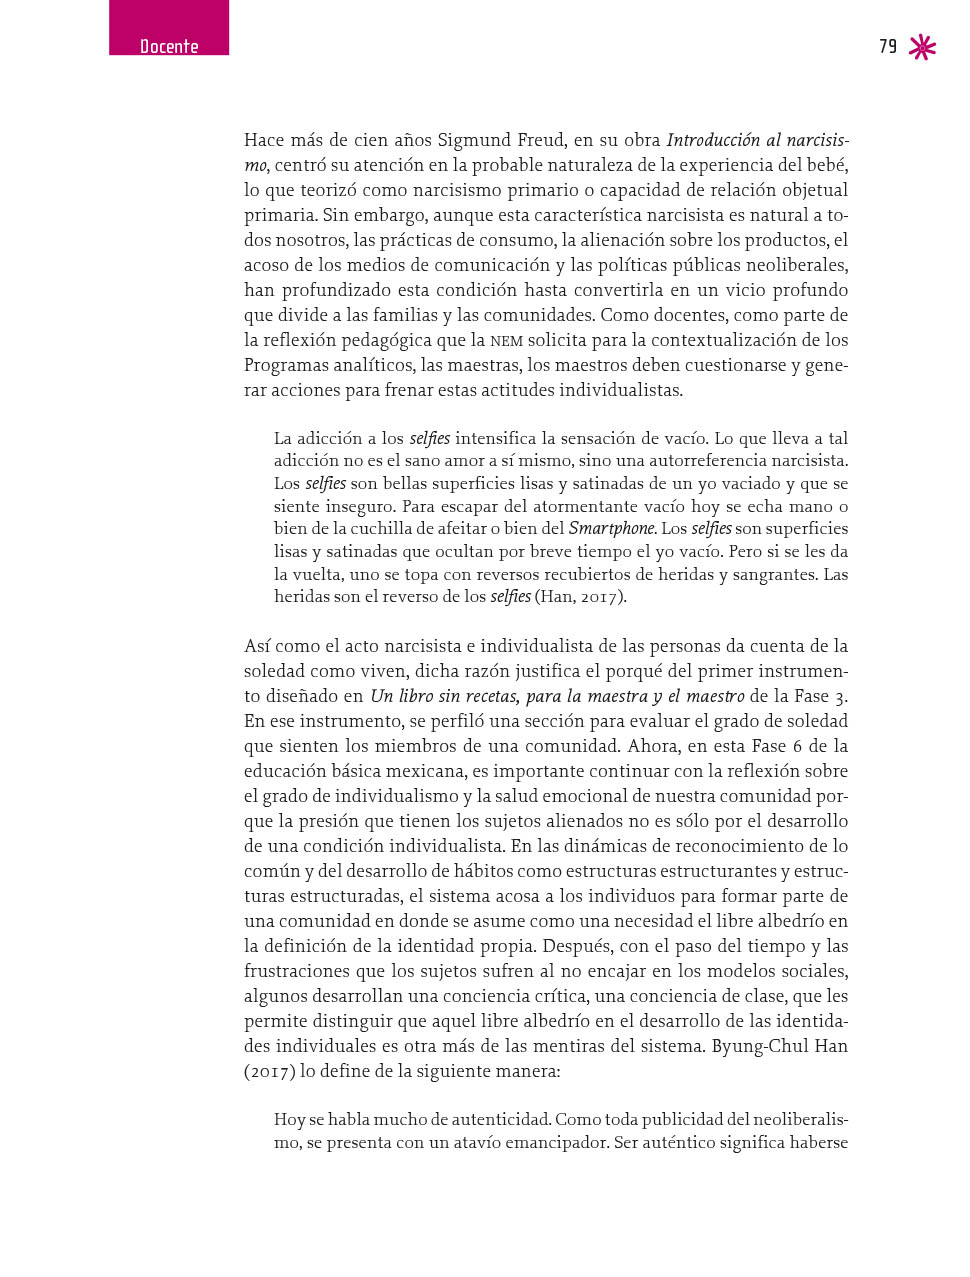 Docente
79
Hace más de cien años Sigmund Freud, en su obra Introducción al narcisis-
mo, centró su atención en la probable naturaleza de la experiencia del bebé,
lo que teorizó como narcisismo primario o capacidad de relación objetual
primaria. Sin embargo, aunque esta característica narcisista es natural a to-
dos nosotros, las prácticas de consumo, la alienación sobre los productos, el
acoso de los medios de comunicación y las políticas públicas neoliberales,
han profundizado esta condición hasta convertirla en un vicio profundo
que divide a las familias y las comunidades. Como docentes, como parte de
la reflexión pedagógica que la NEM solicita para la contextualización de los
Programas analíticos, las maestras, los maestros deben cuestionarse y gene-
rar acciones para frenar estas actitudes individualistas.
La adicción a los selfies intensifica la sensación de vacío. Lo que lleva a tal
adicción no es el sano amor a sí mismo, sino una autorreferencia narcisista.
Los selfies son bellas superficies lisas y satinadas de un yo vaciado y que se
siente inseguro. Para escapar del atormentante vacío hoy se echa mano o
bien de la cuchilla de afeitar o bien del Smartphone. Los selfies son superficies
lisas y satinadas que ocultan por breve tiempo el yo vacío. Pero si se les da
la vuelta, uno se topa con reversos recubiertos de heridas y sangrantes. Las
heridas son el reverso de los selfies (Han, 2017).
Así como el acto narcisista e individualista de las personas da cuenta de la
soledad como viven, dicha razón justifica el porqué del primer instrumen-
to diseñado en Un libro sin recetas, para la maestra y el maestro de la Fase 3.
En ese instrumento, se perfiló una sección para evaluar el grado de soledad
que sienten los miembros de una comunidad. Ahora, en esta Fase 6 de la
educación básica mexicana, es importante continuar con la reflexión sobre
el grado de individualismo y la salud emocional de nuestra comunidad por-
que la presión que tienen los sujetos alienados no es sólo por el desarrollo
de una condición individualista. En las dinámicas de reconocimiento de lo
común y del desarrollo de hábitos como estructuras estructurantes y estruc-
turas estructuradas, el sistema acosa a los individuos para formar parte de
una comunidad en donde se asume como una necesidad el libre albedrío en
la definición de la identidad propia. Después, con el paso del tiempo y las
frustraciones que los sujetos sufren al no encajar en los modelos sociales,
algunos desarrollan una conciencia crítica, una conciencia de clase, que les
permite distinguir que aquel libre albedrío en el desarrollo de las identida-
des individuales es otra más de las mentiras del sistema. Byung-Chul Han
(2017) lo define de la siguiente manera:
Hoy se habla mucho de autenticidad. Como toda publicidad del neoliberalis-
mo, se presenta con un atavío emancipador. Ser auténtico significa haberse